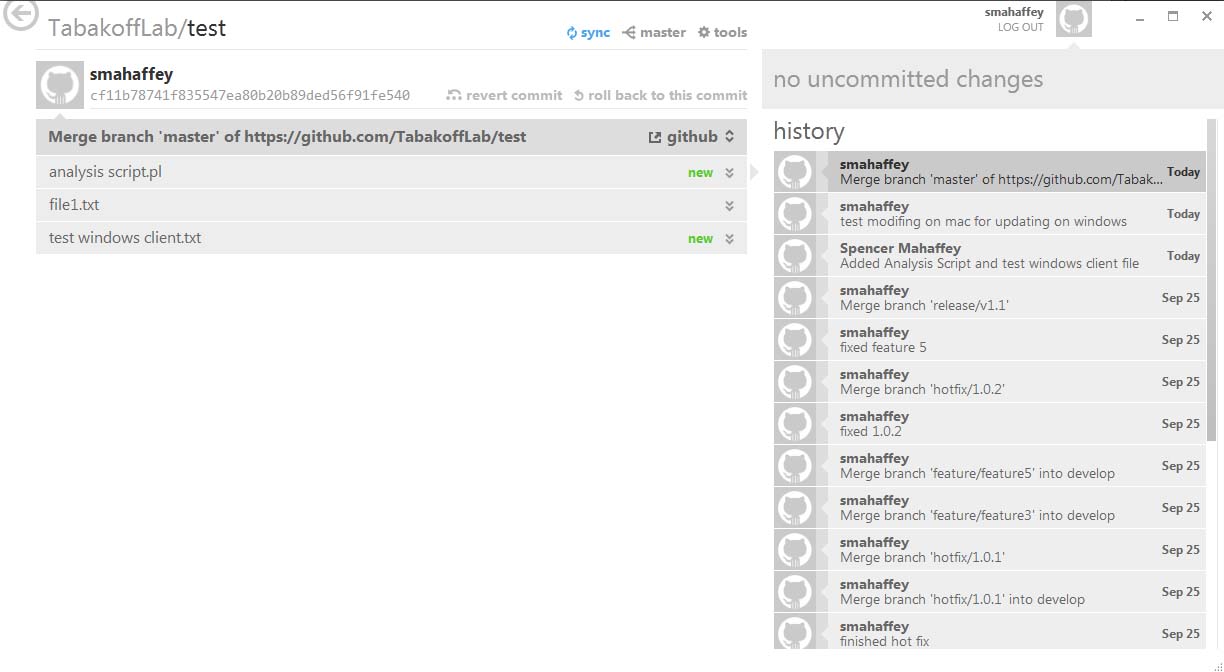 TabakoffLab/test
sync master tools
smahaffey
LOG OUT
smahaffey
cf11b78741f835547ea80b20b89ded56f91fe540 revert commit roll back to this commit
Merge branch 'master' of https://github.com/TabakoffLab/test github
analysis script.pl new
file1.txt
test windows client.txt new
no uncommitted changes
history
smahaffey
Merge branch 'master' of https://github.com/Tabak... Today
smahaffey
test modifing on mac for updating on windows Today
Spencer Mahaffey
Added Analysis Script and test windows client file Today
smahaffey
Merge branch 'release/v1.1' Sep 25
smahaffey
fixed feature 5 Sep 25
smahaffey
Merge branch 'hotfix/1.0.2' Sep 25
smahaffey
fixed 1.0.2 Sep 25
smahaffey
Merge branch 'feature/feature5' into develop Sep 25
smahaffey
Merge branch 'feature/feature3' into develop Sep 25
smahaffey
Merge branch 'hotfix/1.0.1' Sep 25
smahaffey
Merge branch 'hotfix/1.0.1' into develop Sep 25
smahaffey
finished hot fix Sep 25